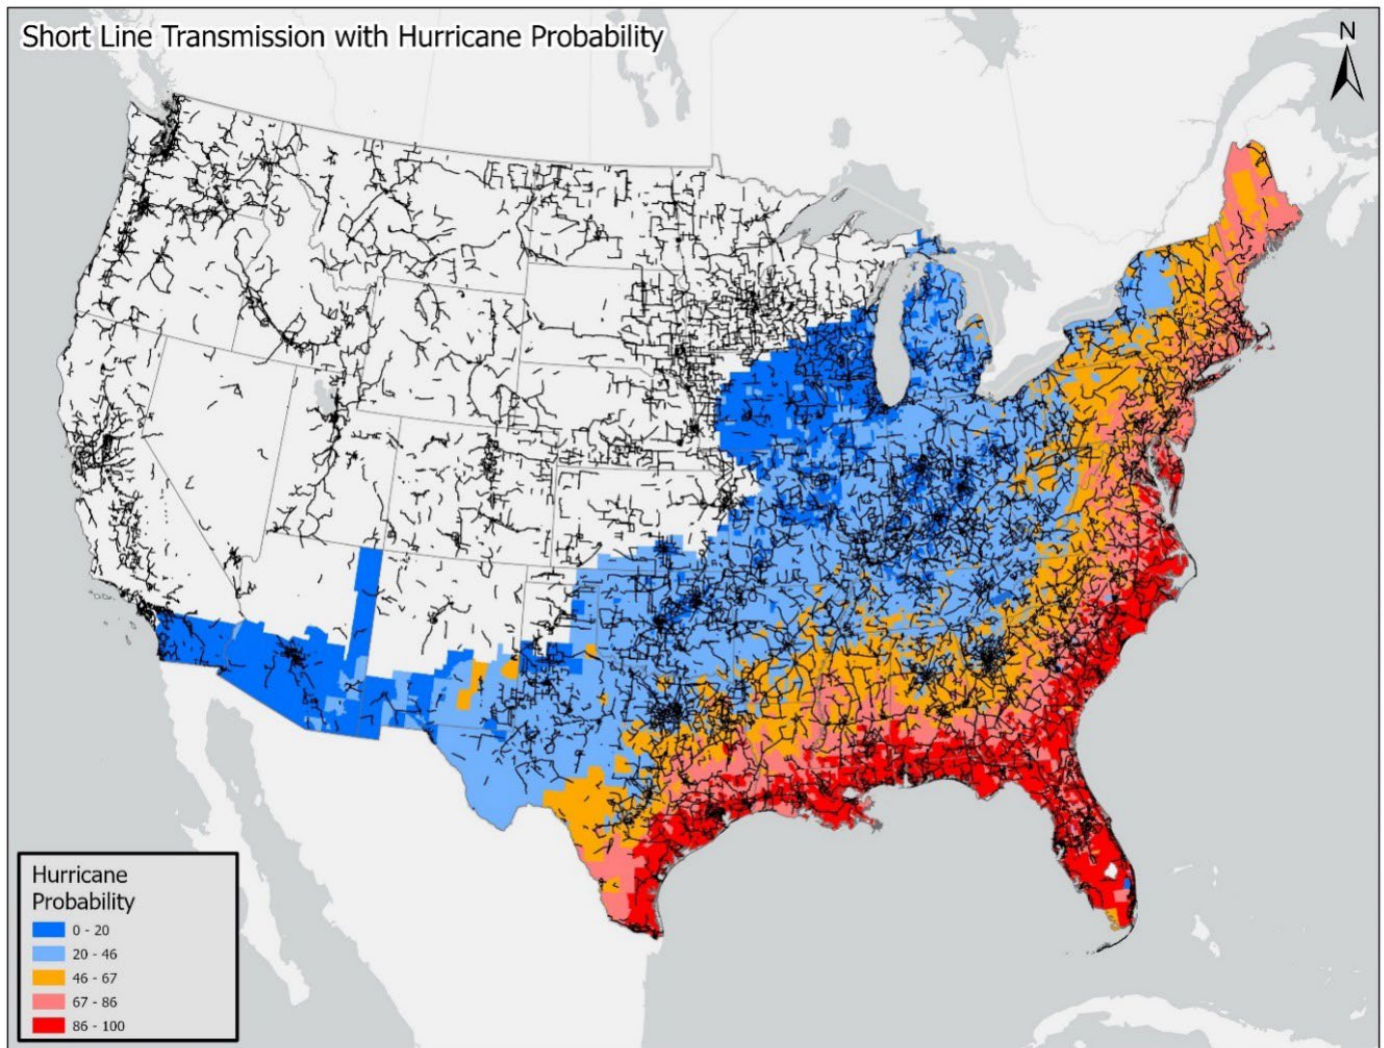 Short Line Transmission with Hurricane Probability
N
Hurricane
Probability
0 - 20
20 - 46
46 - 67
67 - 86
86 - 100